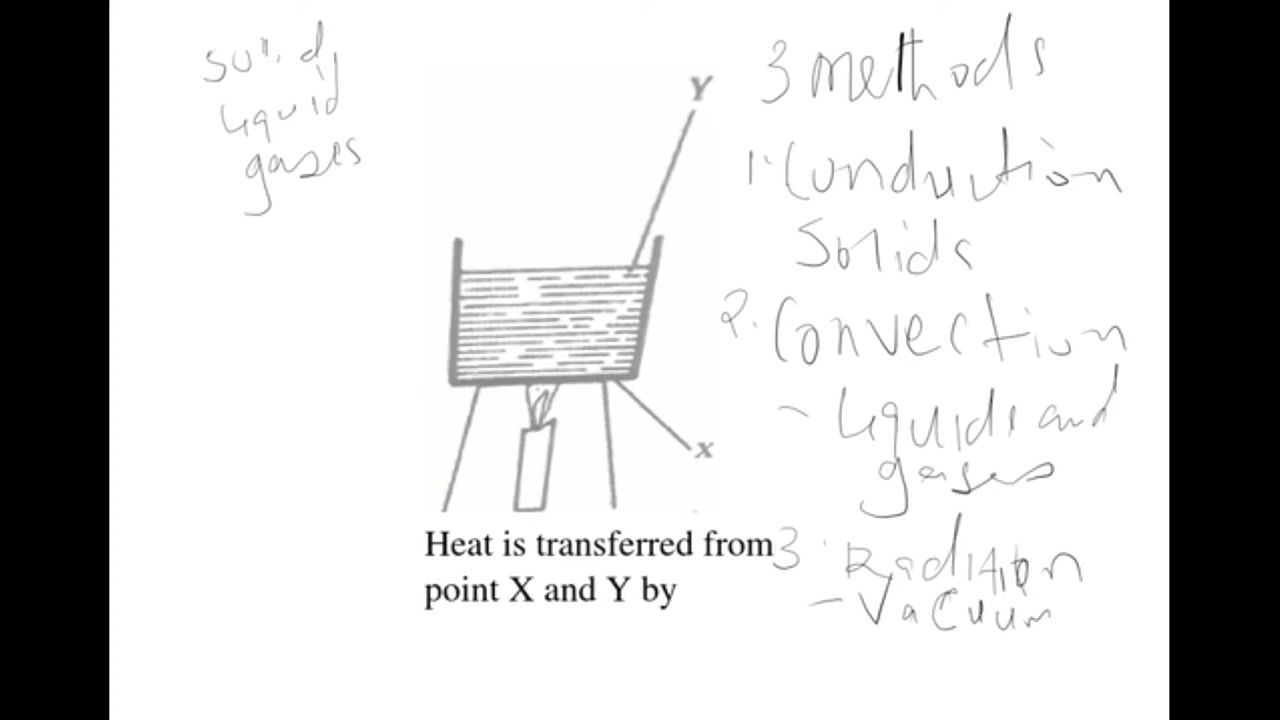 solid
liquid
gases
Y
X
Heat is transferred from
point X and Y by
3 methods
1. Conduction
Solids
2. Convection
- Liquids and
gases
3. Radiation
- Vacuum